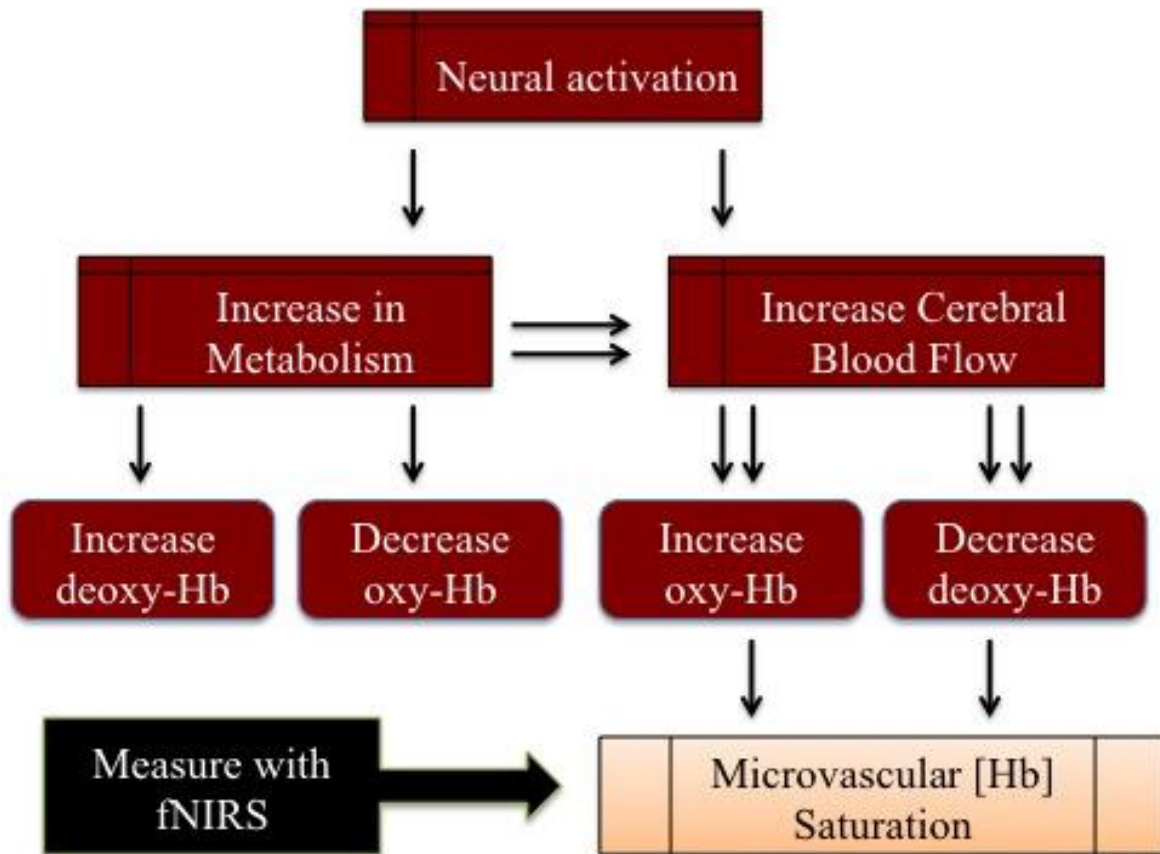 Neural activation
Increase in
Metabolism
Increase Cerebral
Blood Flow
Increase
deoxy-Hb
Decrease
oxy-Hb
Increase
oxy-Hb
Decrease
deoxy-Hb
Measure with
fNIRS
Microvascular [Hb]
Saturation